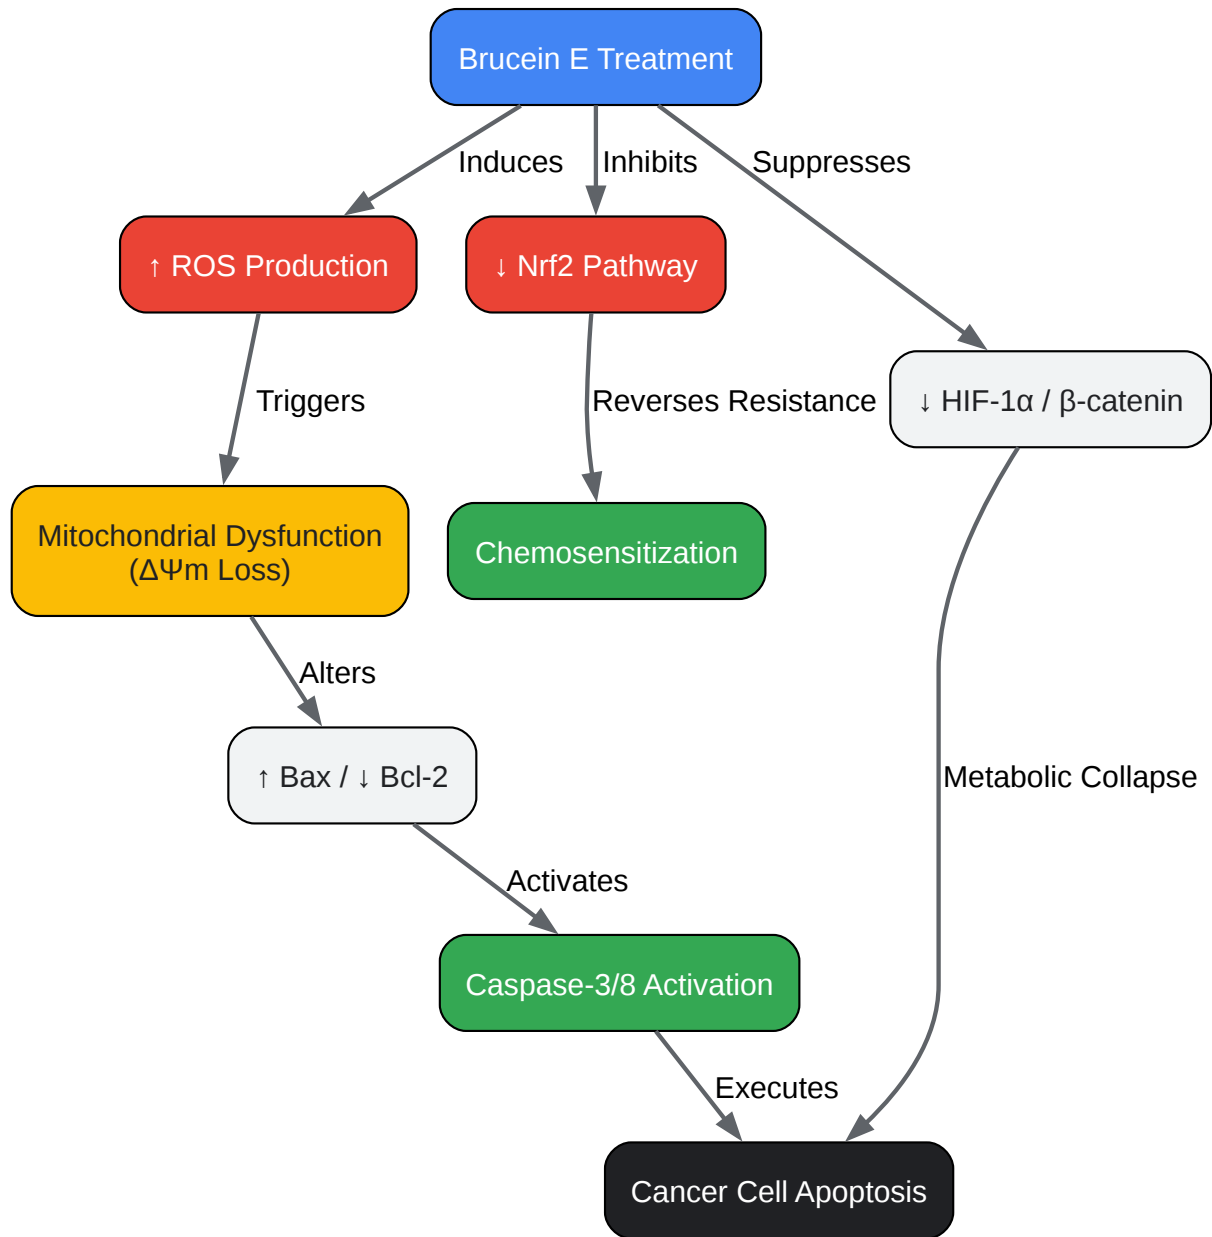 Brucein E Treatment
Induces
Inhibits
Suppresses
↑ ROS Production
↓ Nrf2 Pathway
Triggers
Reverses Resistance
↓ HIF-1α / β-catenin
Mitochondrial Dysfunction
(ΔΨm Loss)
Chemosensitization
Alters
↑ Bax / ↓ Bcl-2
Metabolic Collapse
Activates
Caspase-3/8 Activation
Executes
Cancer Cell Apoptosis